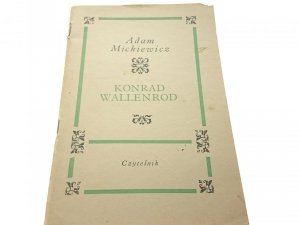 Adam
Mickiewicz
KONRAD
WALLENROD
Czytelnik